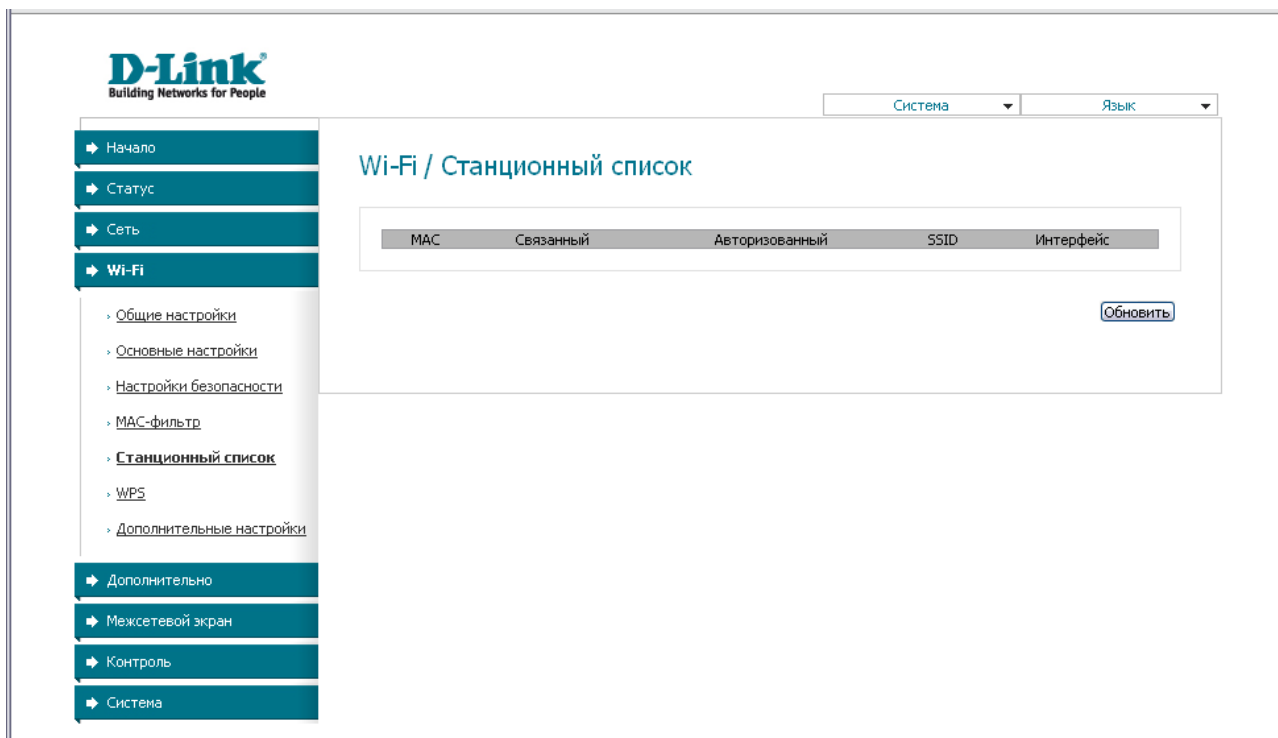 D-Link
Building Networks for People
Система
Язык
Начало
Статус
Сеть
Wi-Fi
Общие настройки
Основные настройки
Настройки безопасности
MAC-фильтр
Станционный список
WPS
Дополнительные настройки
Дополнительно
Межсетевой экран
Контроль
Система
Wi-Fi / Станционный список
MAC Связанный Авторизованный SSID Интерфейс
Обновить